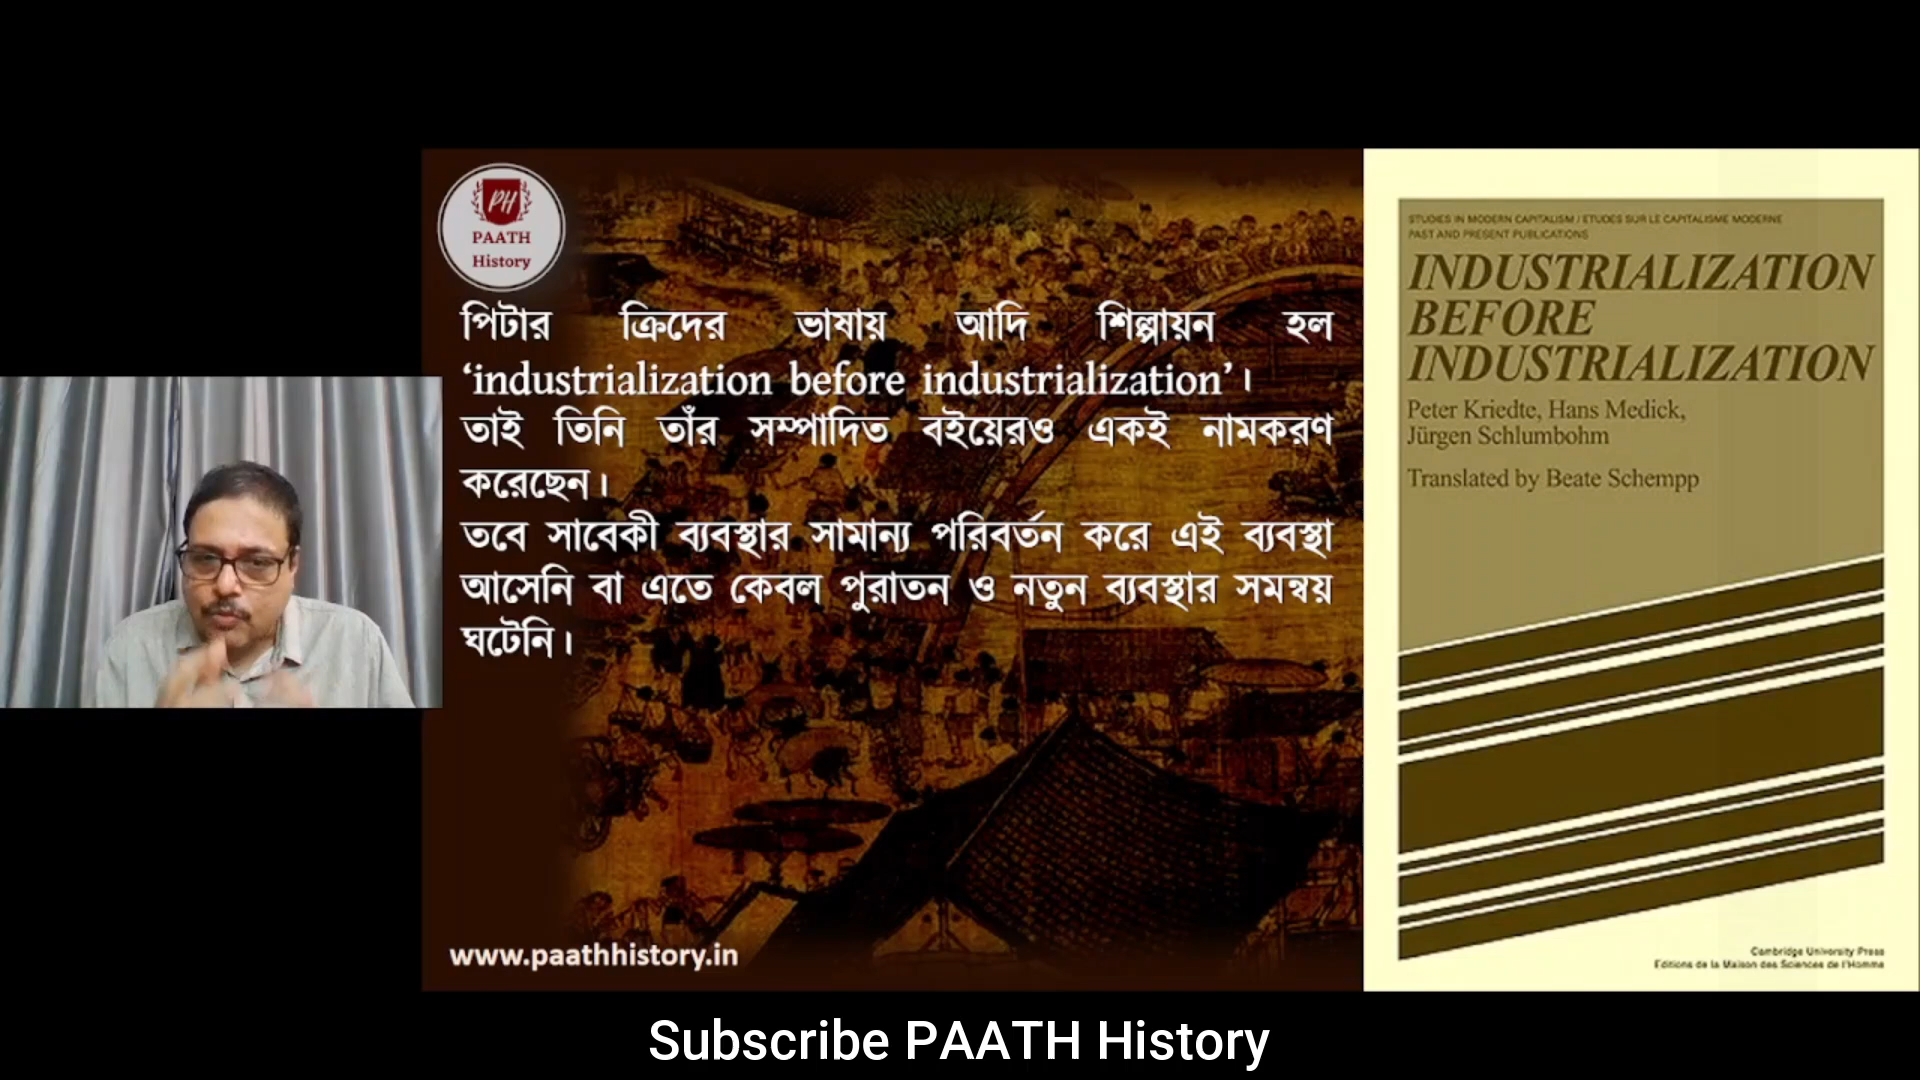 PH
PAATH
History
পিটার ক্রিদের ভাষায় আদি শিল্পায়ন হল
‘industrialization before industrialization’।
তাই তিনি তাঁর সম্পাদিত বইয়েরও একই নামকরণ
করেছেন।
তবে সাবেকী ব্যবস্থার সামান্য পরিবর্তন করে এই ব্যবস্থা
আসেনি বা এতে কেবল পুরাতন ও নতুন ব্যবস্থার সমন্বয়
ঘটেনি।
www.paathhistory.in
STUDIES IN MODERN CAPITALISM / ETUDES SUR LE CAPITALISME MODERNE
PAST AND PRESENT PUBLICATIONS
INDUSTRIALIZATION
BEFORE
INDUSTRIALIZATION
Peter Kriedte, Hans Medick,
Jürgen Schlumbohm
Translated by Beate Schempp
Cambridge University Press
Editions de la Maison des Sciences de l'Homme
Subscribe PAATH History